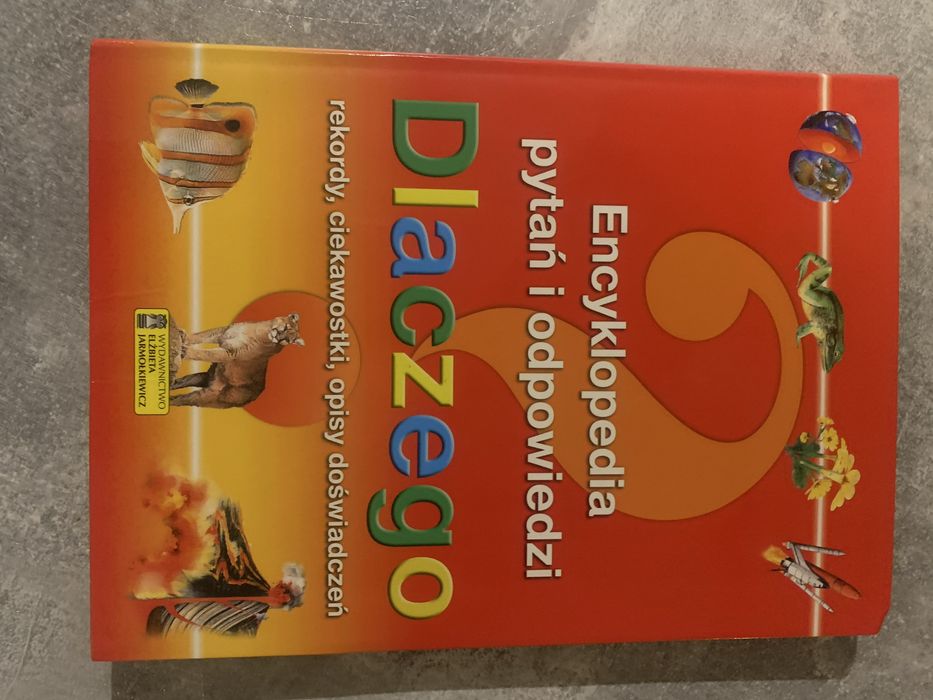 Encyklopedia
pytań i odpowiedzi
Dlaczego
rekordy, ciekawostki, opisy doświadczeń
WYDAWNICTWO
ELŻBIETA
JARMOŁKIEWICZ